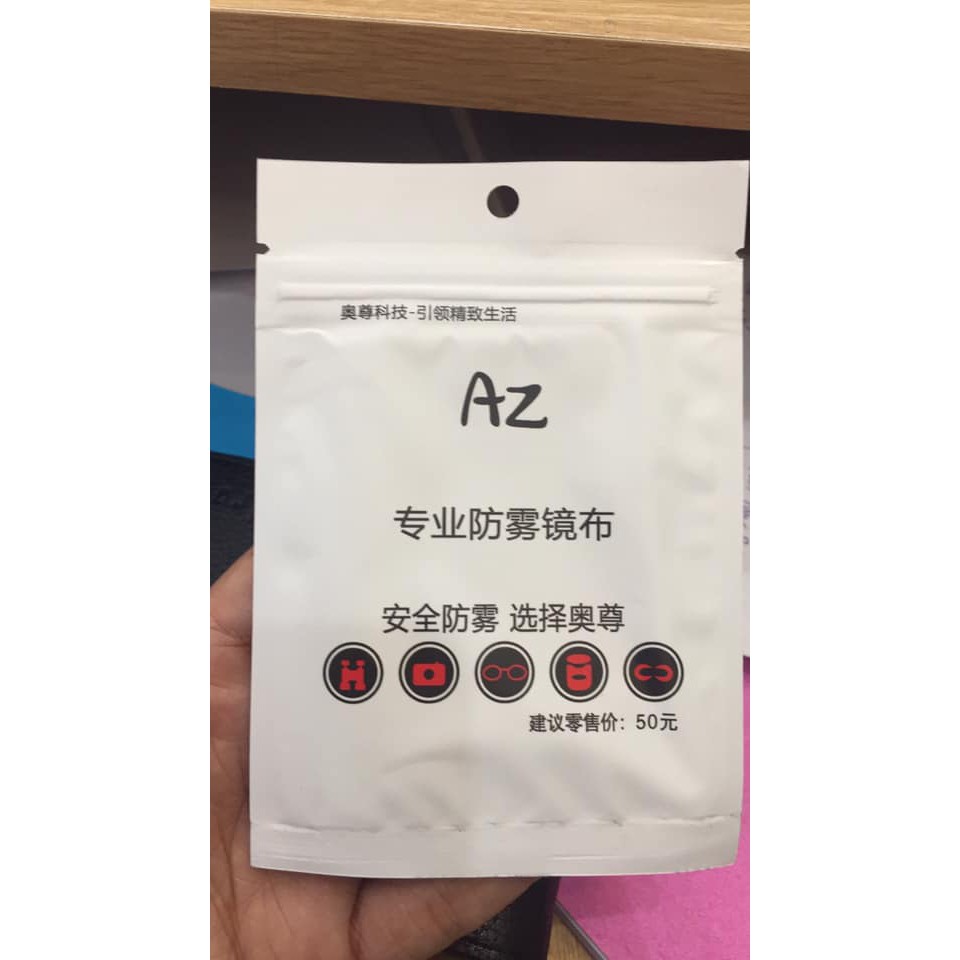 奥尊科技-引领精致生活
AZ
专业防雾镜布
安全防雾 选择奥尊
建议零售价：50元